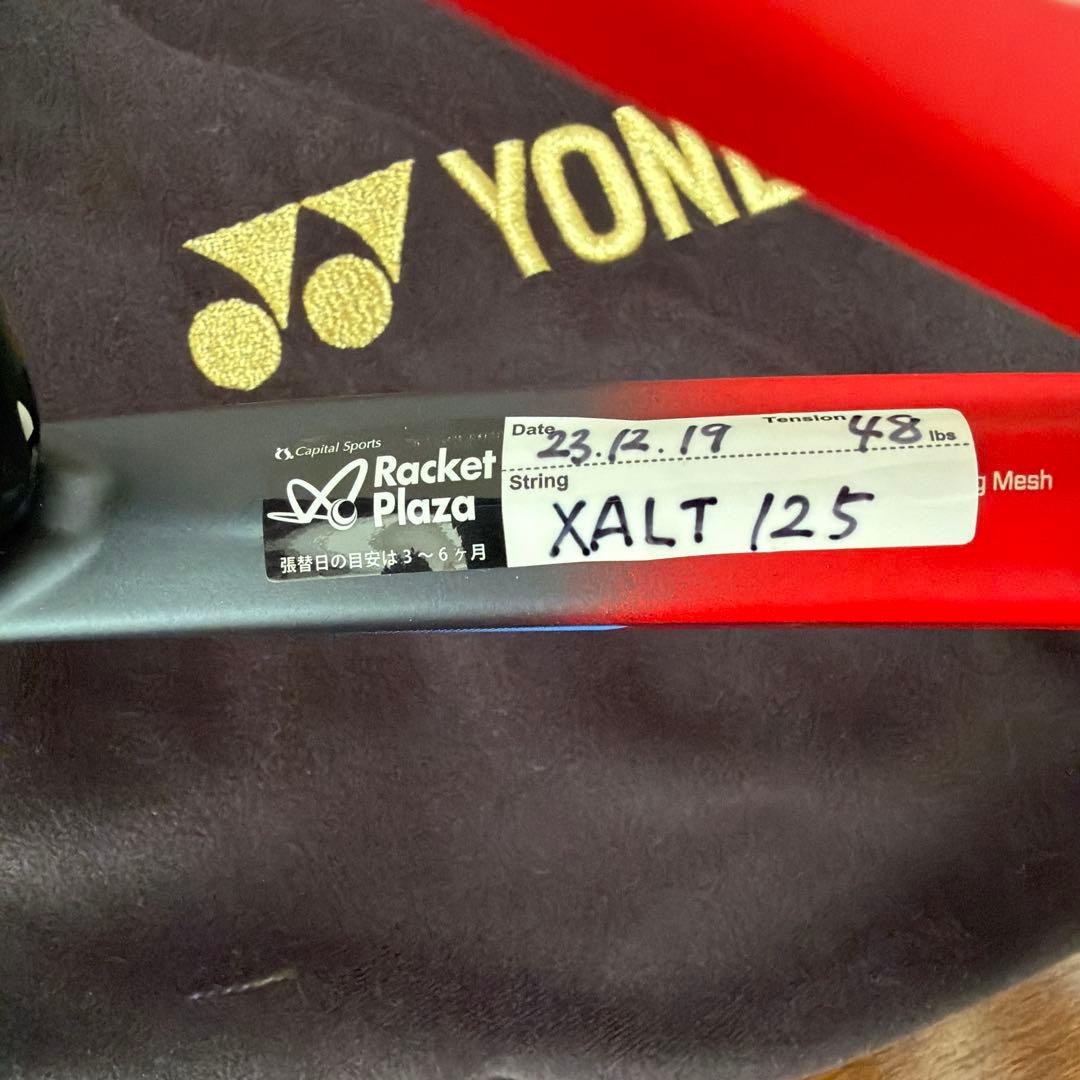 YONE
Capital Sports
Racket
Plaza
張替日の目安は3~6ヶ月
Date 23.12.19 Tension 48 lbs
String
XALT 125
g Mesh